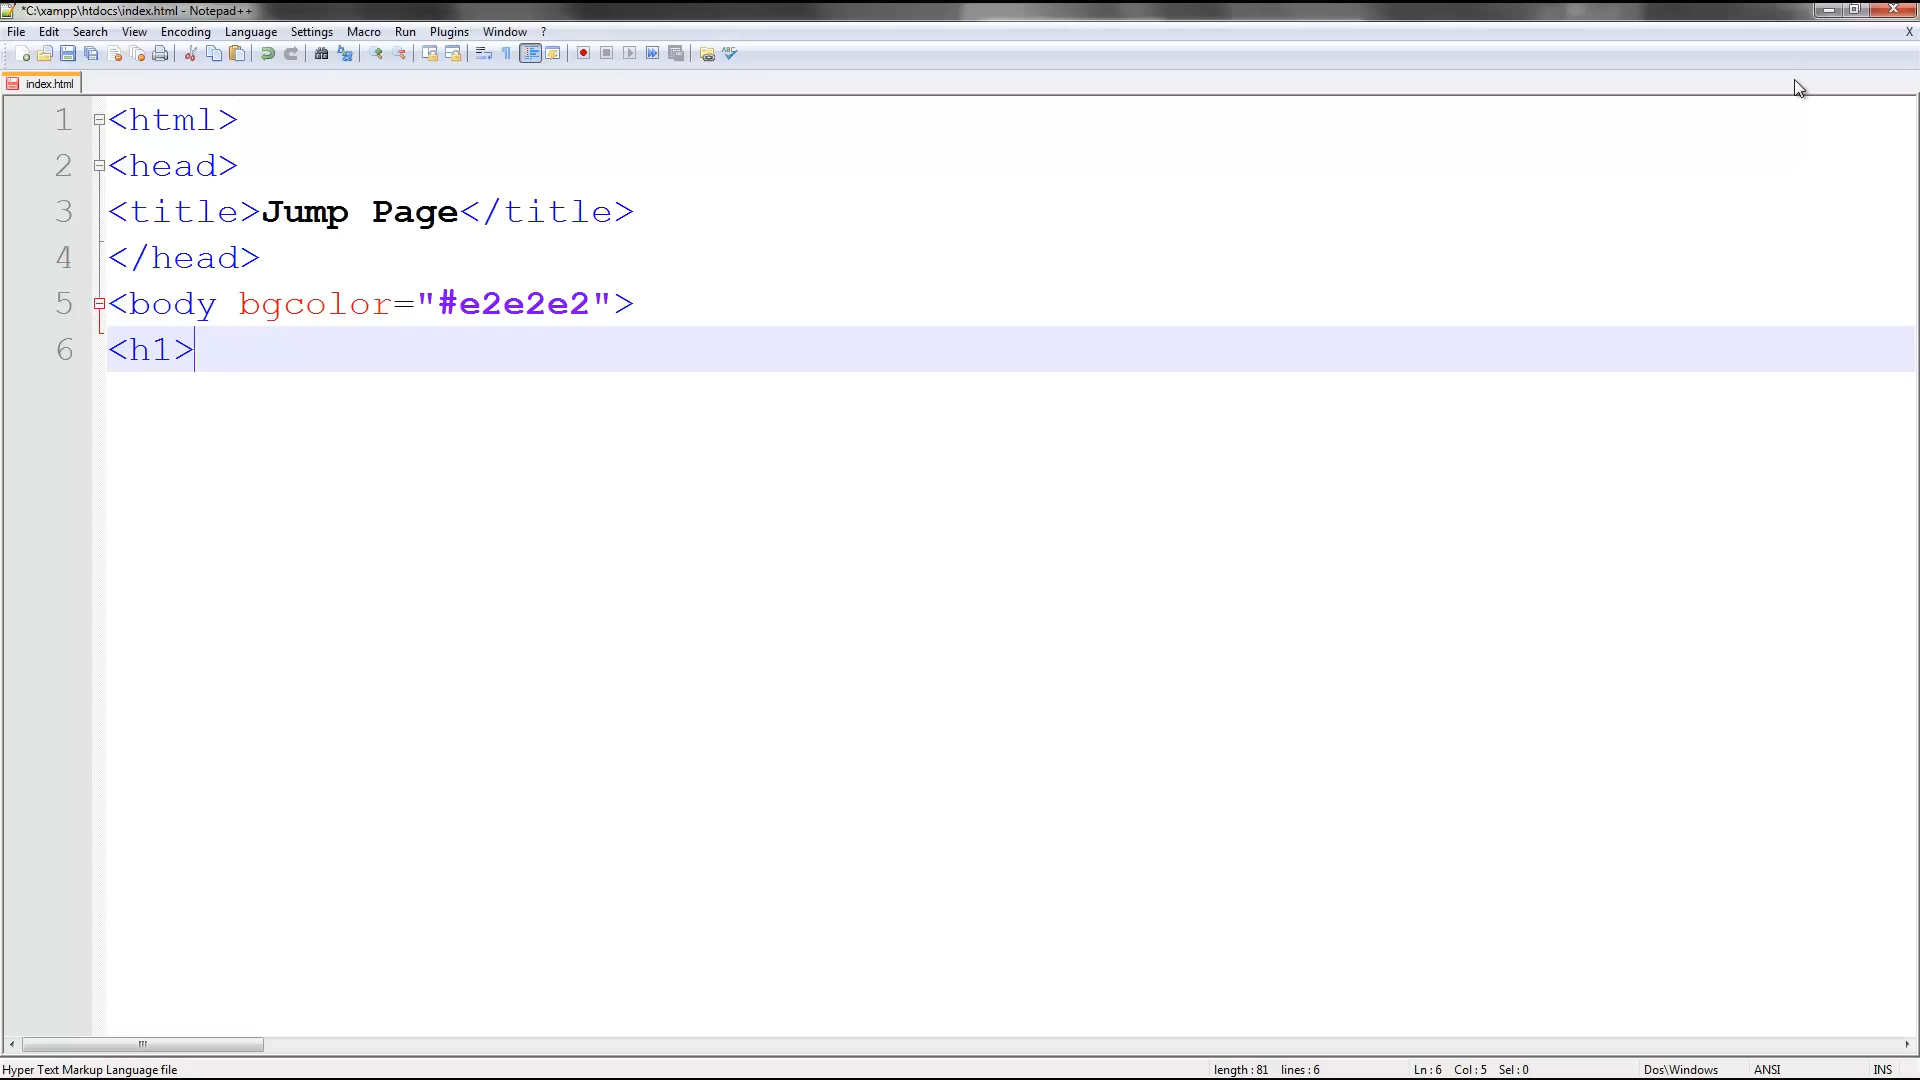 *C:\xampp\htdocs\index.html - Notepad++
File Edit Search View Encoding Language Settings Macro Run Plugins Window ? X
index.html
1 <html>
2 <head>
3 <title>Jump Page</title>
4 </head>
5 <body bgcolor="#e2e2e2">
6 <h1>
Hyper Text Markup Language file length : 81 lines : 6 Ln : 6 Col : 5 Sel : 0 Dos\Windows ANSI INS